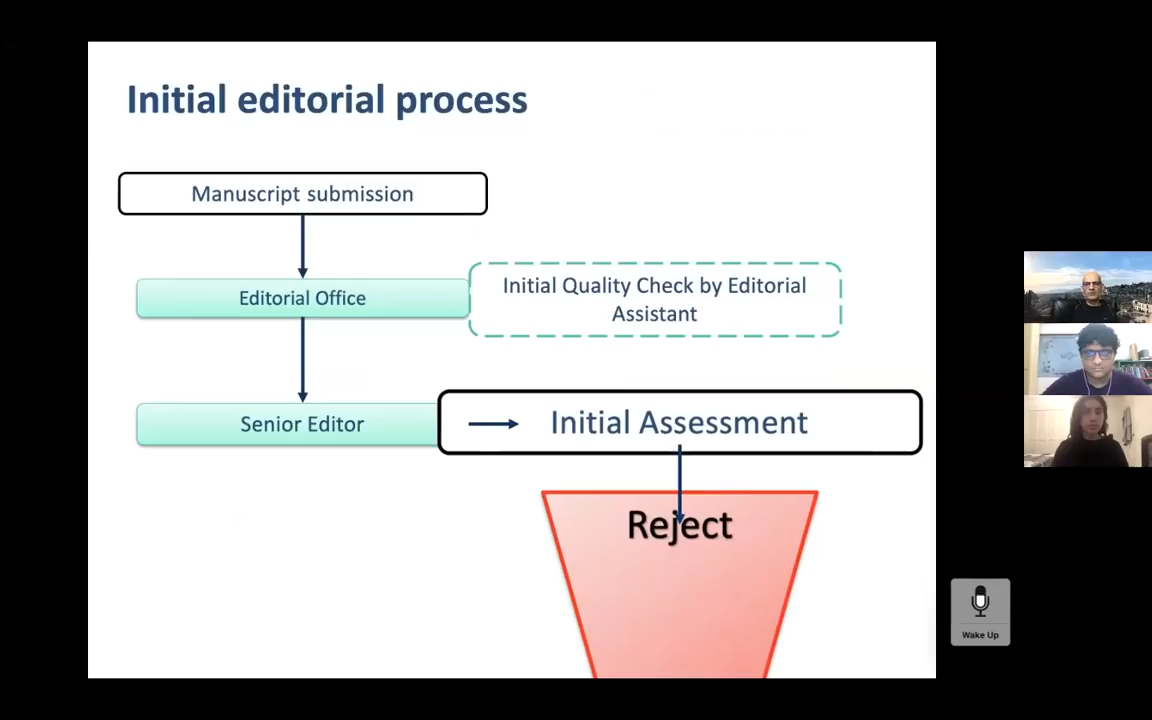 Initial editorial process
Manuscript submission
Editorial Office
Initial Quality Check by Editorial
Assistant
Senior Editor
Initial Assessment
Reject
Wake Up